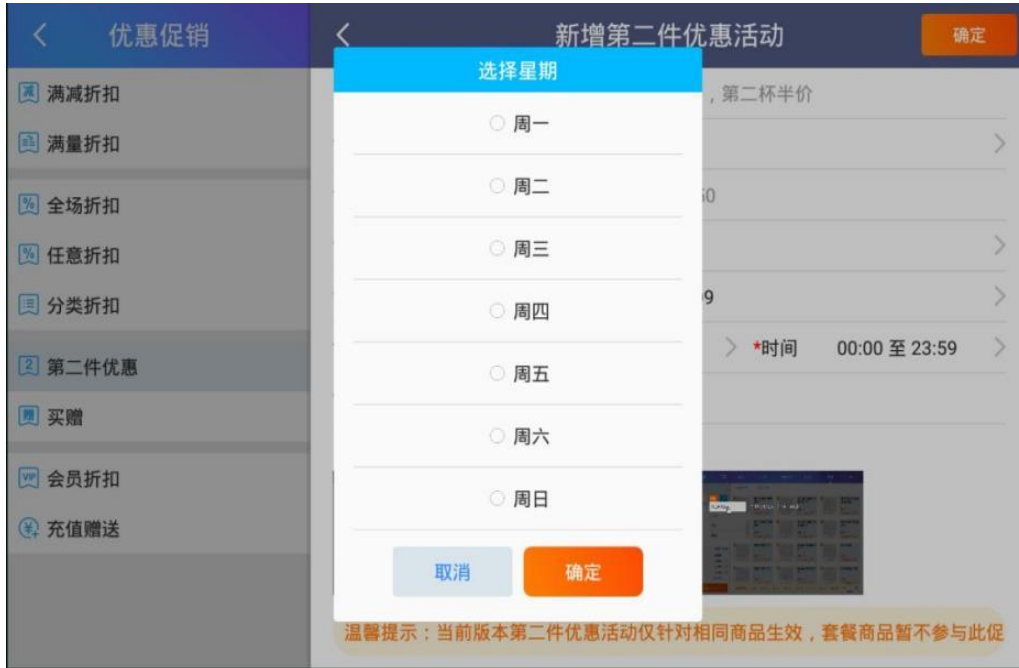 优惠促销
满减折扣
满量折扣
全场折扣
任意折扣
分类折扣
第二件优惠
买赠
会员折扣
充值赠送
新增第二件优惠活动
确定
选择星期
周一
周二
周三
周四
周五
周六
周日
取消
确定
，第二杯半价
*时间 00:00 至 23:59
温馨提示：当前版本第二件优惠活动仅针对相同商品生效，套餐商品暂不参与此促